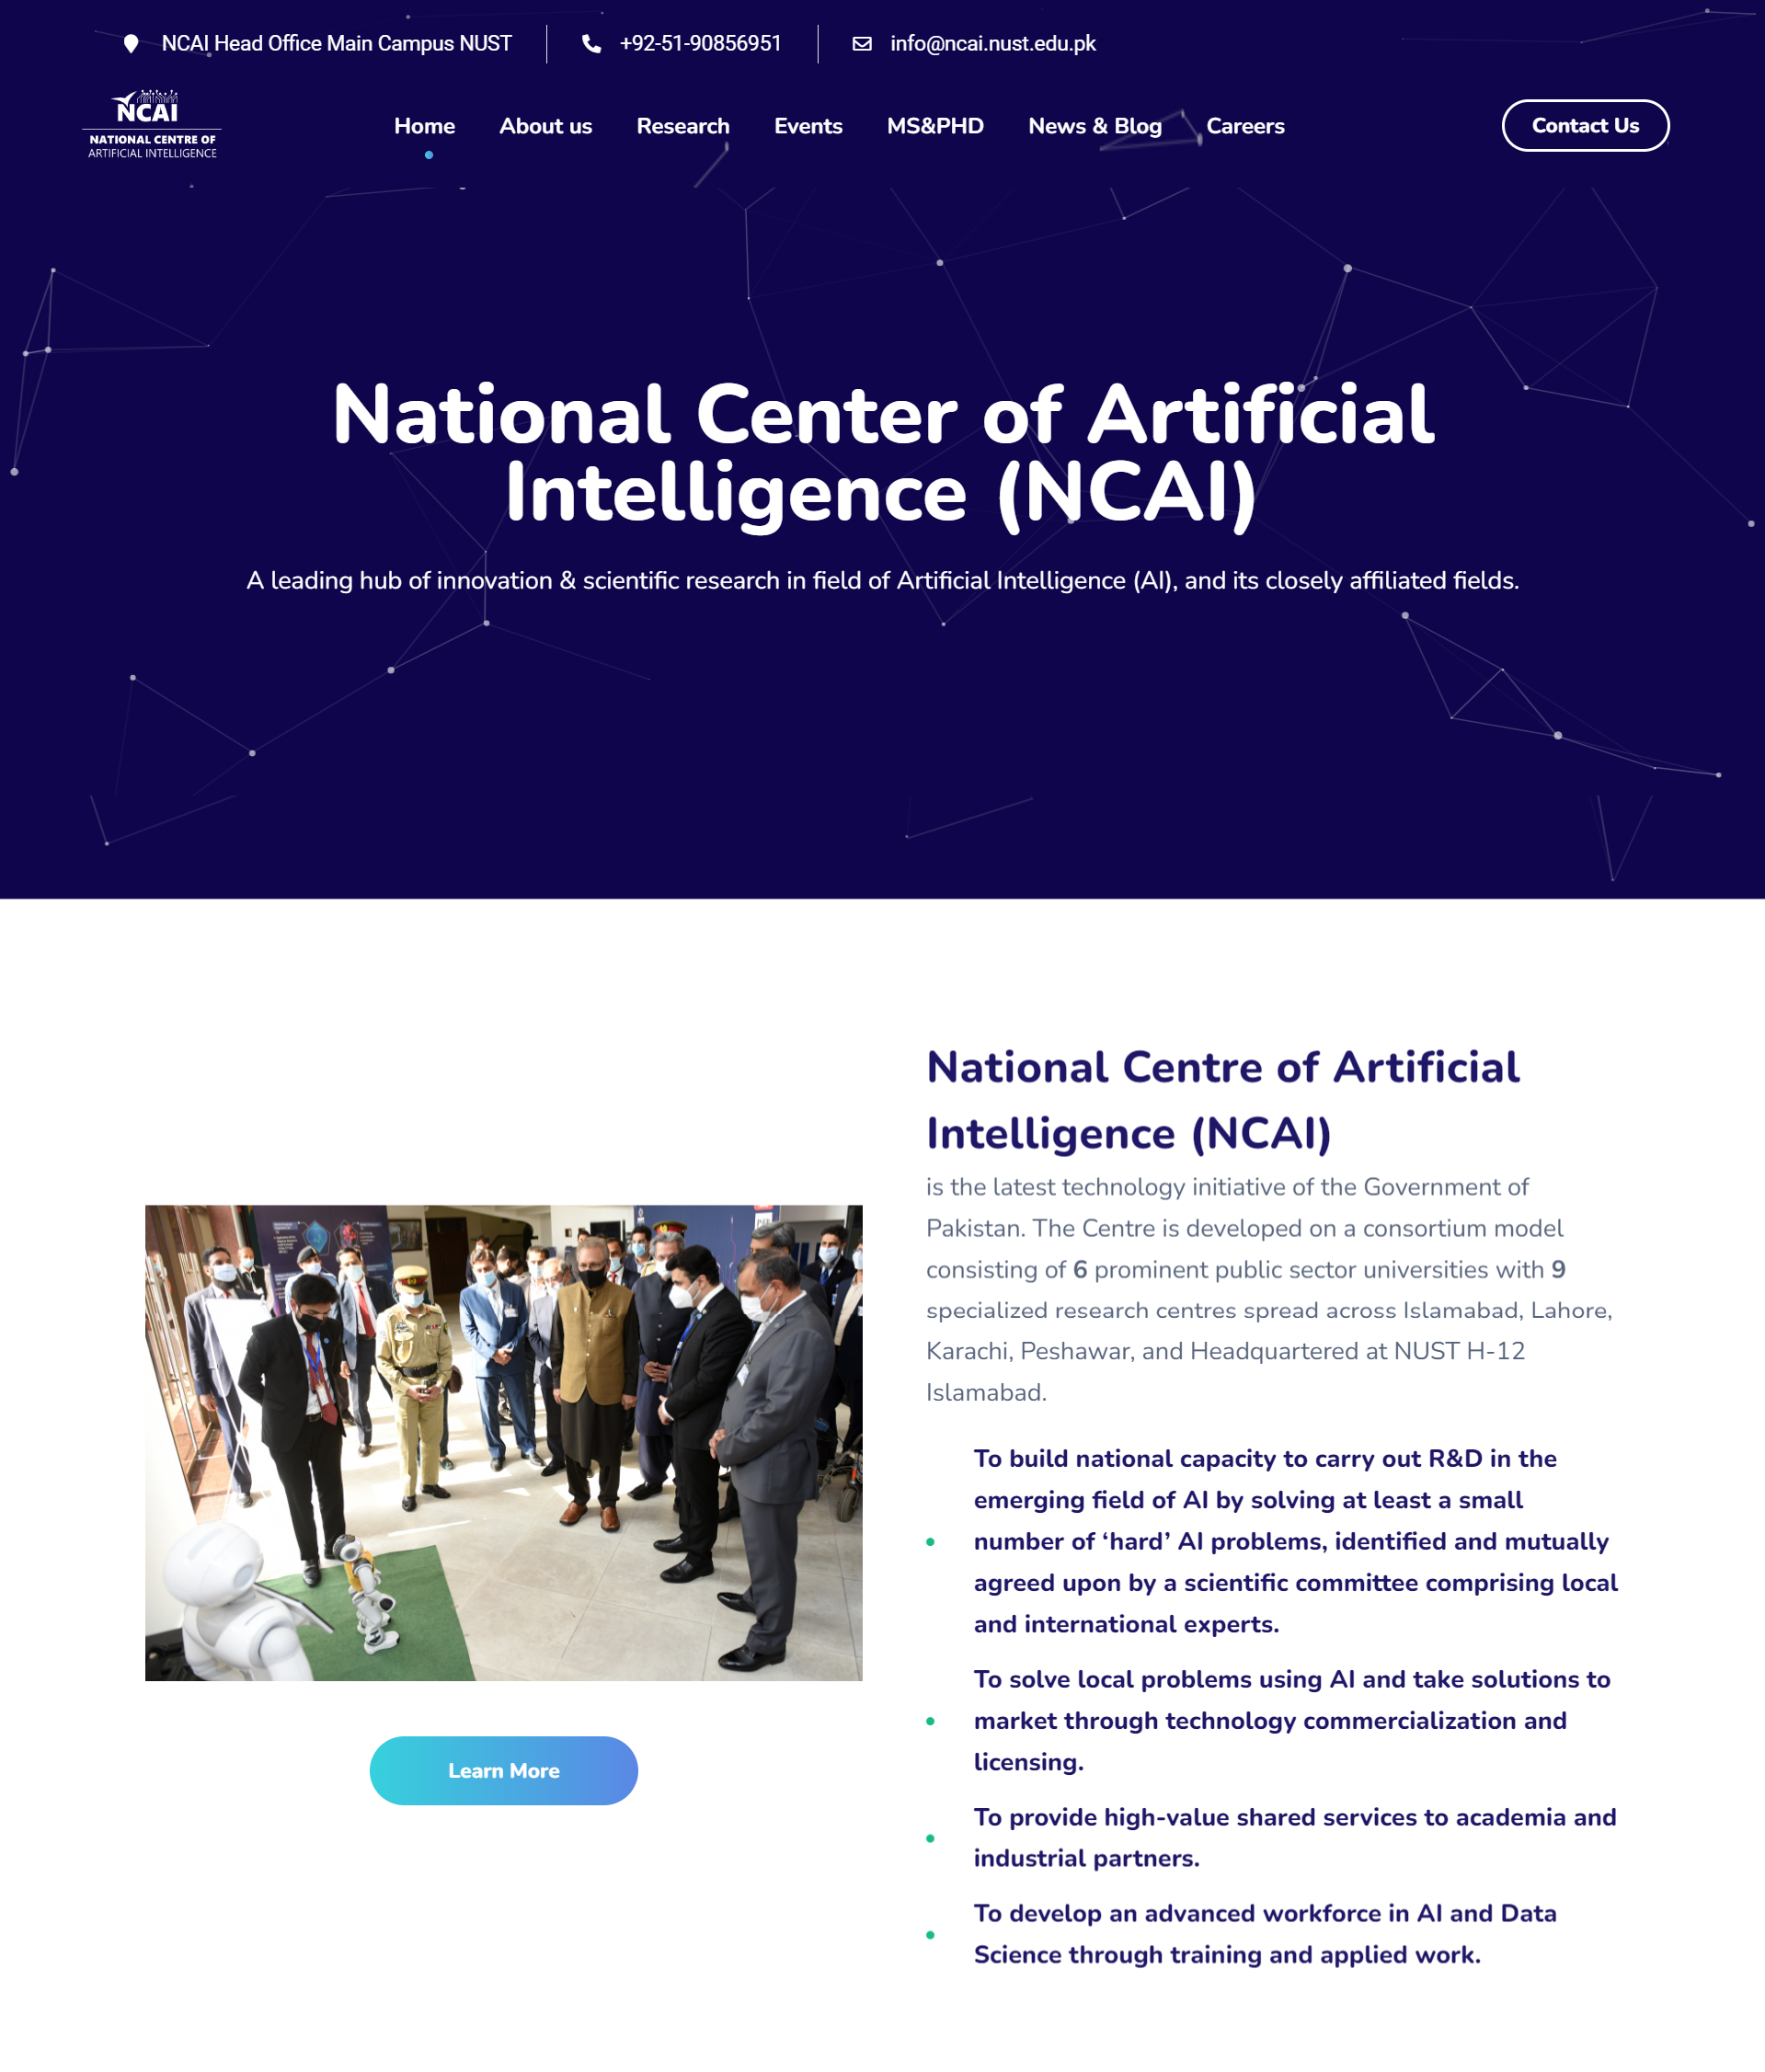 NCAI Head Office Main Campus NUST
+92-51-90856951
info@ncai.nust.edu.pk
NCAI
NATIONAL CENTRE OF
ARTIFICIAL INTELLIGENCE
Home
About us
Research
Events
MS&PHD
News & Blog
Careers
Contact Us
National Center of Artificial
Intelligence (NCAI)
A leading hub of innovation & scientific research in field of Artificial Intelligence (AI), and its closely affiliated fields.
National Centre of Artificial
Intelligence (NCAI)
is the latest technology initiative of the Government of
Pakistan. The Centre is developed on a consortium model
consisting of 6 prominent public sector universities with 9
specialized research centres spread across Islamabad, Lahore,
Karachi, Peshawar, and Headquartered at NUST H-12
Islamabad.
To build national capacity to carry out R&D in the
emerging field of AI by solving at least a small
number of ‘hard’ AI problems, identified and mutually
agreed upon by a scientific committee comprising local
and international experts.
To solve local problems using AI and take solutions to
market through technology commercialization and
licensing.
To provide high-value shared services to academia and
industrial partners.
To develop an advanced workforce in AI and Data
Science through training and applied work.
Learn More